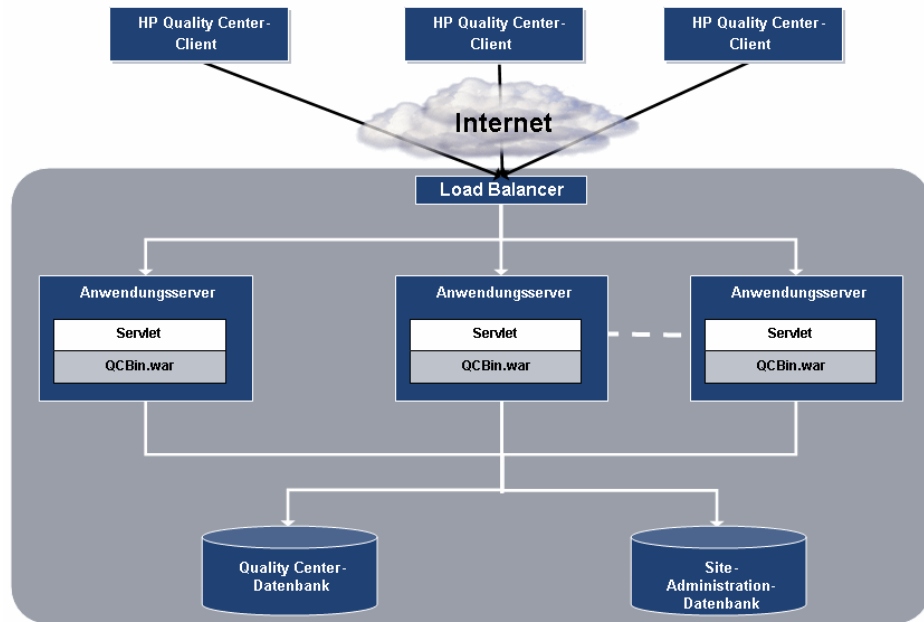 HP Quality Center-
Client
HP Quality Center-
Client
HP Quality Center-
Client
Internet
Load Balancer
Anwendungsserver
Servlet
QCBin.war
Anwendungsserver
Servlet
QCBin.war
Anwendungsserver
Servlet
QCBin.war
Quality Center-
Datenbank
Site-
Administration-
Datenbank